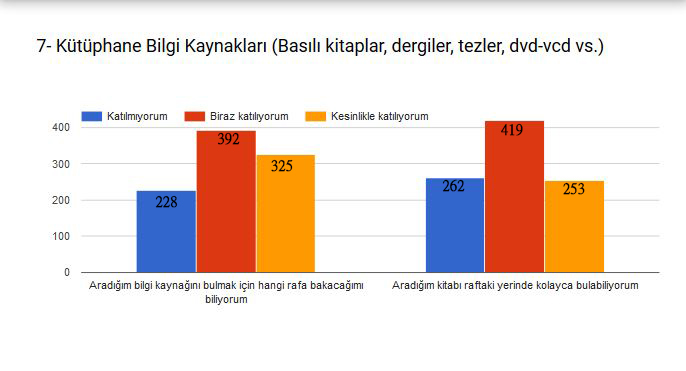 7- Kütüphane Bilgi Kaynakları (Basılı kitaplar, dergiler, tezler, dvd-vcd vs.)
Katılmıyorum
Biraz katılıyorum
Kesinlikle katılıyorum
400
300
200
100
0
228
392
325
262
419
253
Aradığım bilgi kaynağını bulmak için hangi rafa bakacağımı
biliyorum
Aradığım kitabı raftaki yerinde kolayca bulabiliyorum